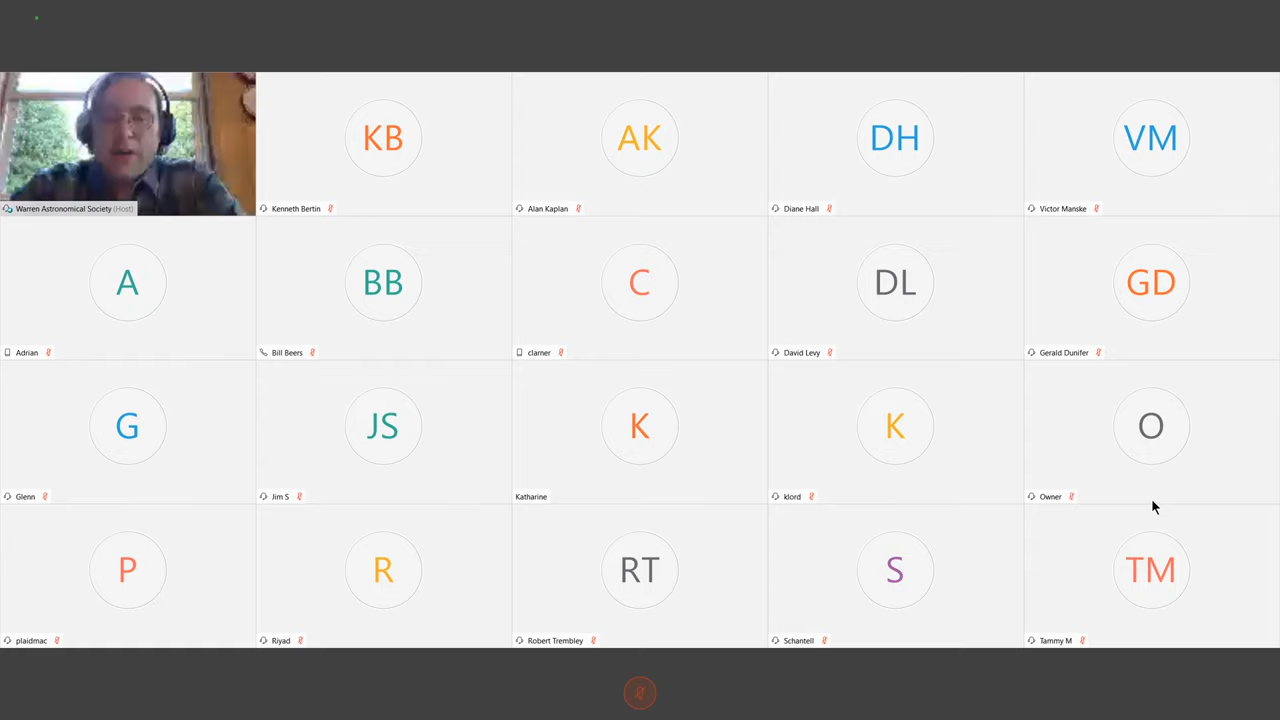 KB
AK
DH
VM
Warren Astronomical Society (Host)
Kenneth Bertin
Alan Kaplan
Diane Hall
Victor Manske
A
BB
C
DL
GD
Adrian
Bill Beers
clarner
David Levy
Gerald Dunifer
G
JS
K
K
O
Glenn
Jim S
Katharine
klord
Owner
P
R
RT
S
TM
plaidmac
Riyad
Robert Trembley
Schantell
Tammy M